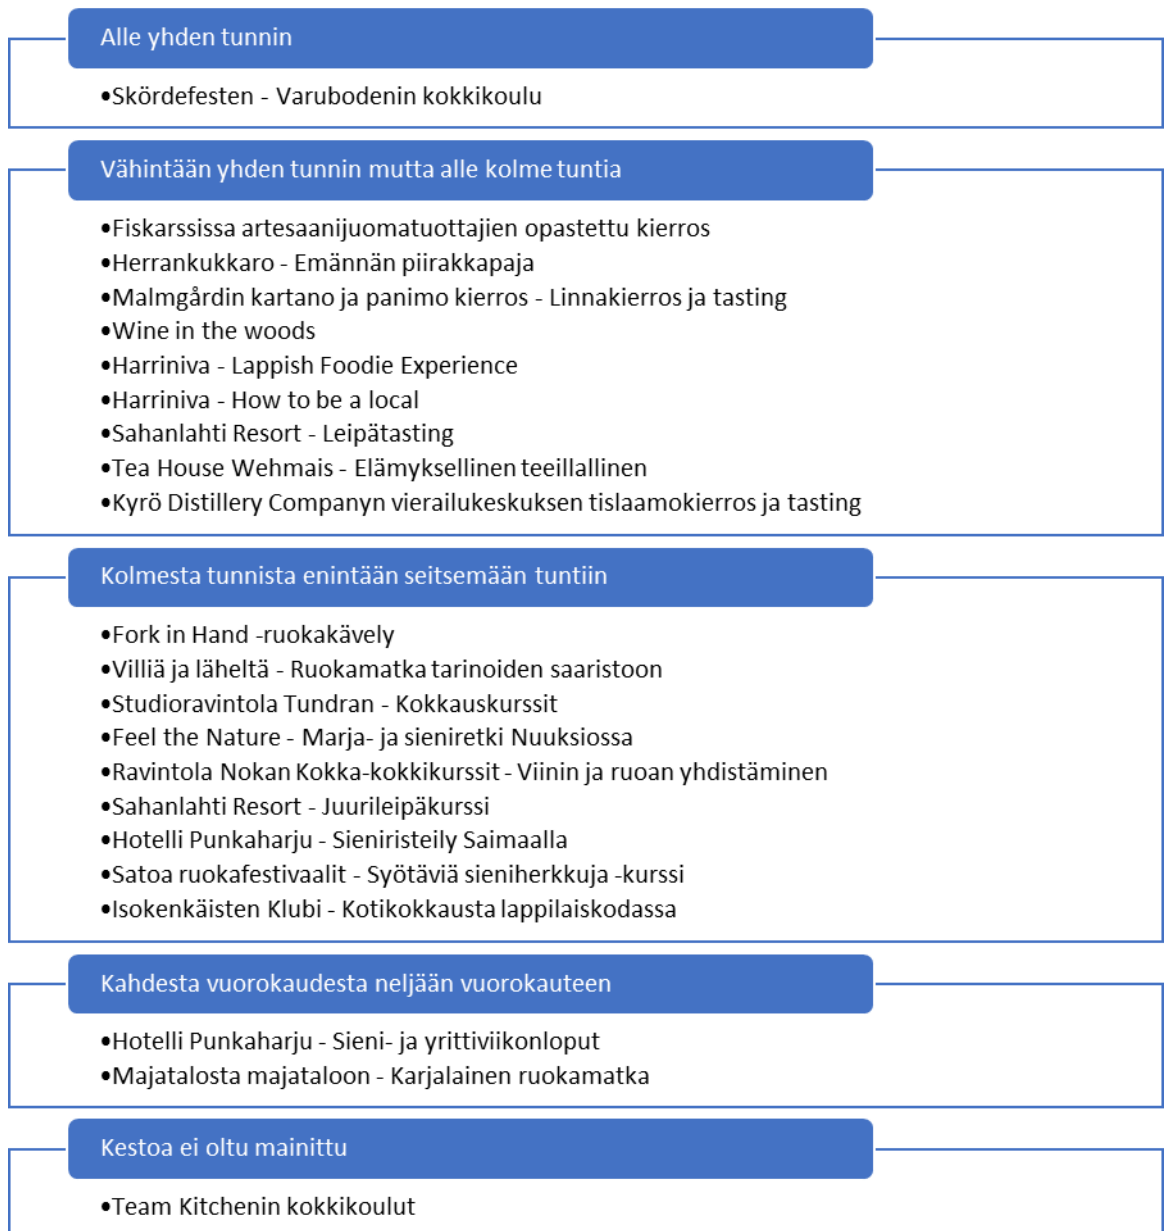 Alle yhden tunnin
•Skördefesten - Varubodenin kokkikoulu
Vähintään yhden tunnin mutta alle kolme tuntia
•Fiskarssissa artesaanijuomatuottajien opastettu kierros
•Herrankukkaro - Emännän piirakkapaja
•Malmgårdin kartano ja panimo kierros - Linnakierros ja tasting
•Wine in the woods
•Harriniva - Lappish Foodie Experience
•Harriniva - How to be a local
•Sahanlahti Resort - Leipätasting
•Tea House Wehmais - Elämyksellinen teeillallinen
•Kyrö Distillery Companyn vierailukeskuksen tislaamokierros ja tasting
Kolmesta tunnista enintään seitsemään tuntiin
•Fork in Hand -ruokakävely
•Villiä ja läheltä - Ruokamatka tarinoiden saaristoon
•Studioravintola Tundran - Kokkauskurssit
•Feel the Nature - Marja- ja sieniretki Nuuksiossa
•Ravintola Nokan Kokka-kokkikurssit - Viinin ja ruoan yhdistäminen
•Sahanlahti Resort - Juurileipäkurssi
•Hotelli Punkaharju - Sieniristeily Saimaalla
•Satoa ruokafestivaalit - Syötäviä sieniherkkuja -kurssi
•Isokenkäisten Klubi - Kotikokkausta lappilaiskodassa
Kahdesta vuorokaudesta neljään vuorokauteen
•Hotelli Punkaharju - Sieni- ja yrittiviikonloput
•Majatalosta majataloon - Karjalainen ruokamatka
Kestoa ei oltu mainittu
•Team Kitchenin kokkikoulut